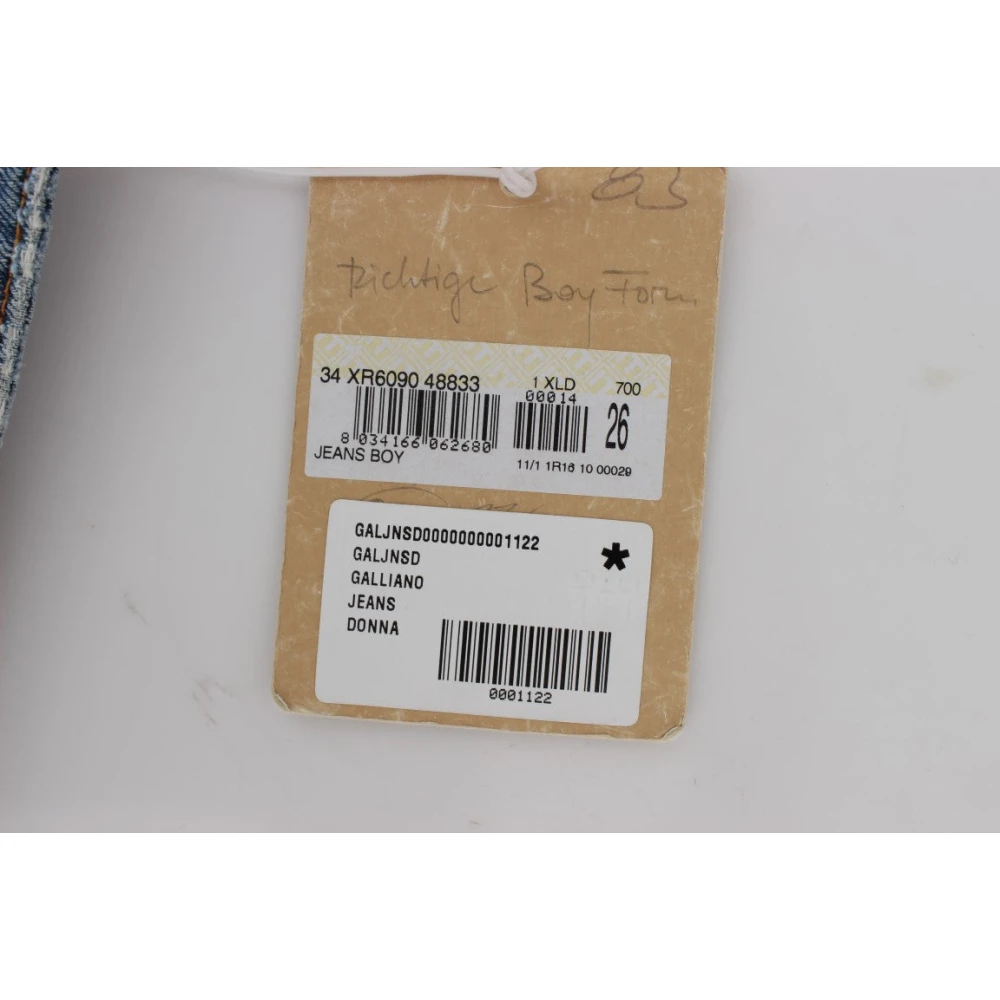 83
Richtige Boy Form
34 XR6090 48833 1 XLD 700
00014
26
8 034166 062680
JEANS BOY 11/1 1R16 10 00029
GALJNSD0000000001122
GALJNSD *
GALLIANO
JEANS
DONNA
0001122